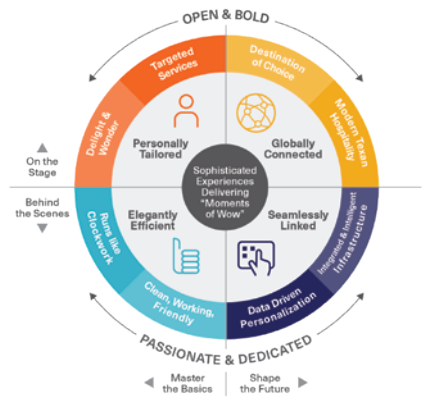 OPEN & BOLD
Targeted
Services
Destination
of Choice
Delight &
Wonder
Modern Texan
Hospitality
Personally
Tailored
Globally
Connected
On the
Stage
Sophisticated
Experiences
Delivering
“Moments
of Wow”
Behind
the Scenes
Elegantly
Efficient
Seamlessly
Linked
Runs like
Clockwork
Integrated & Intelligent
Infrastructure
Clean, Working,
Friendly
Data Driven
Personalization
PASSIONATE & DEDICATED
Master
the Basics
Shape
the Future